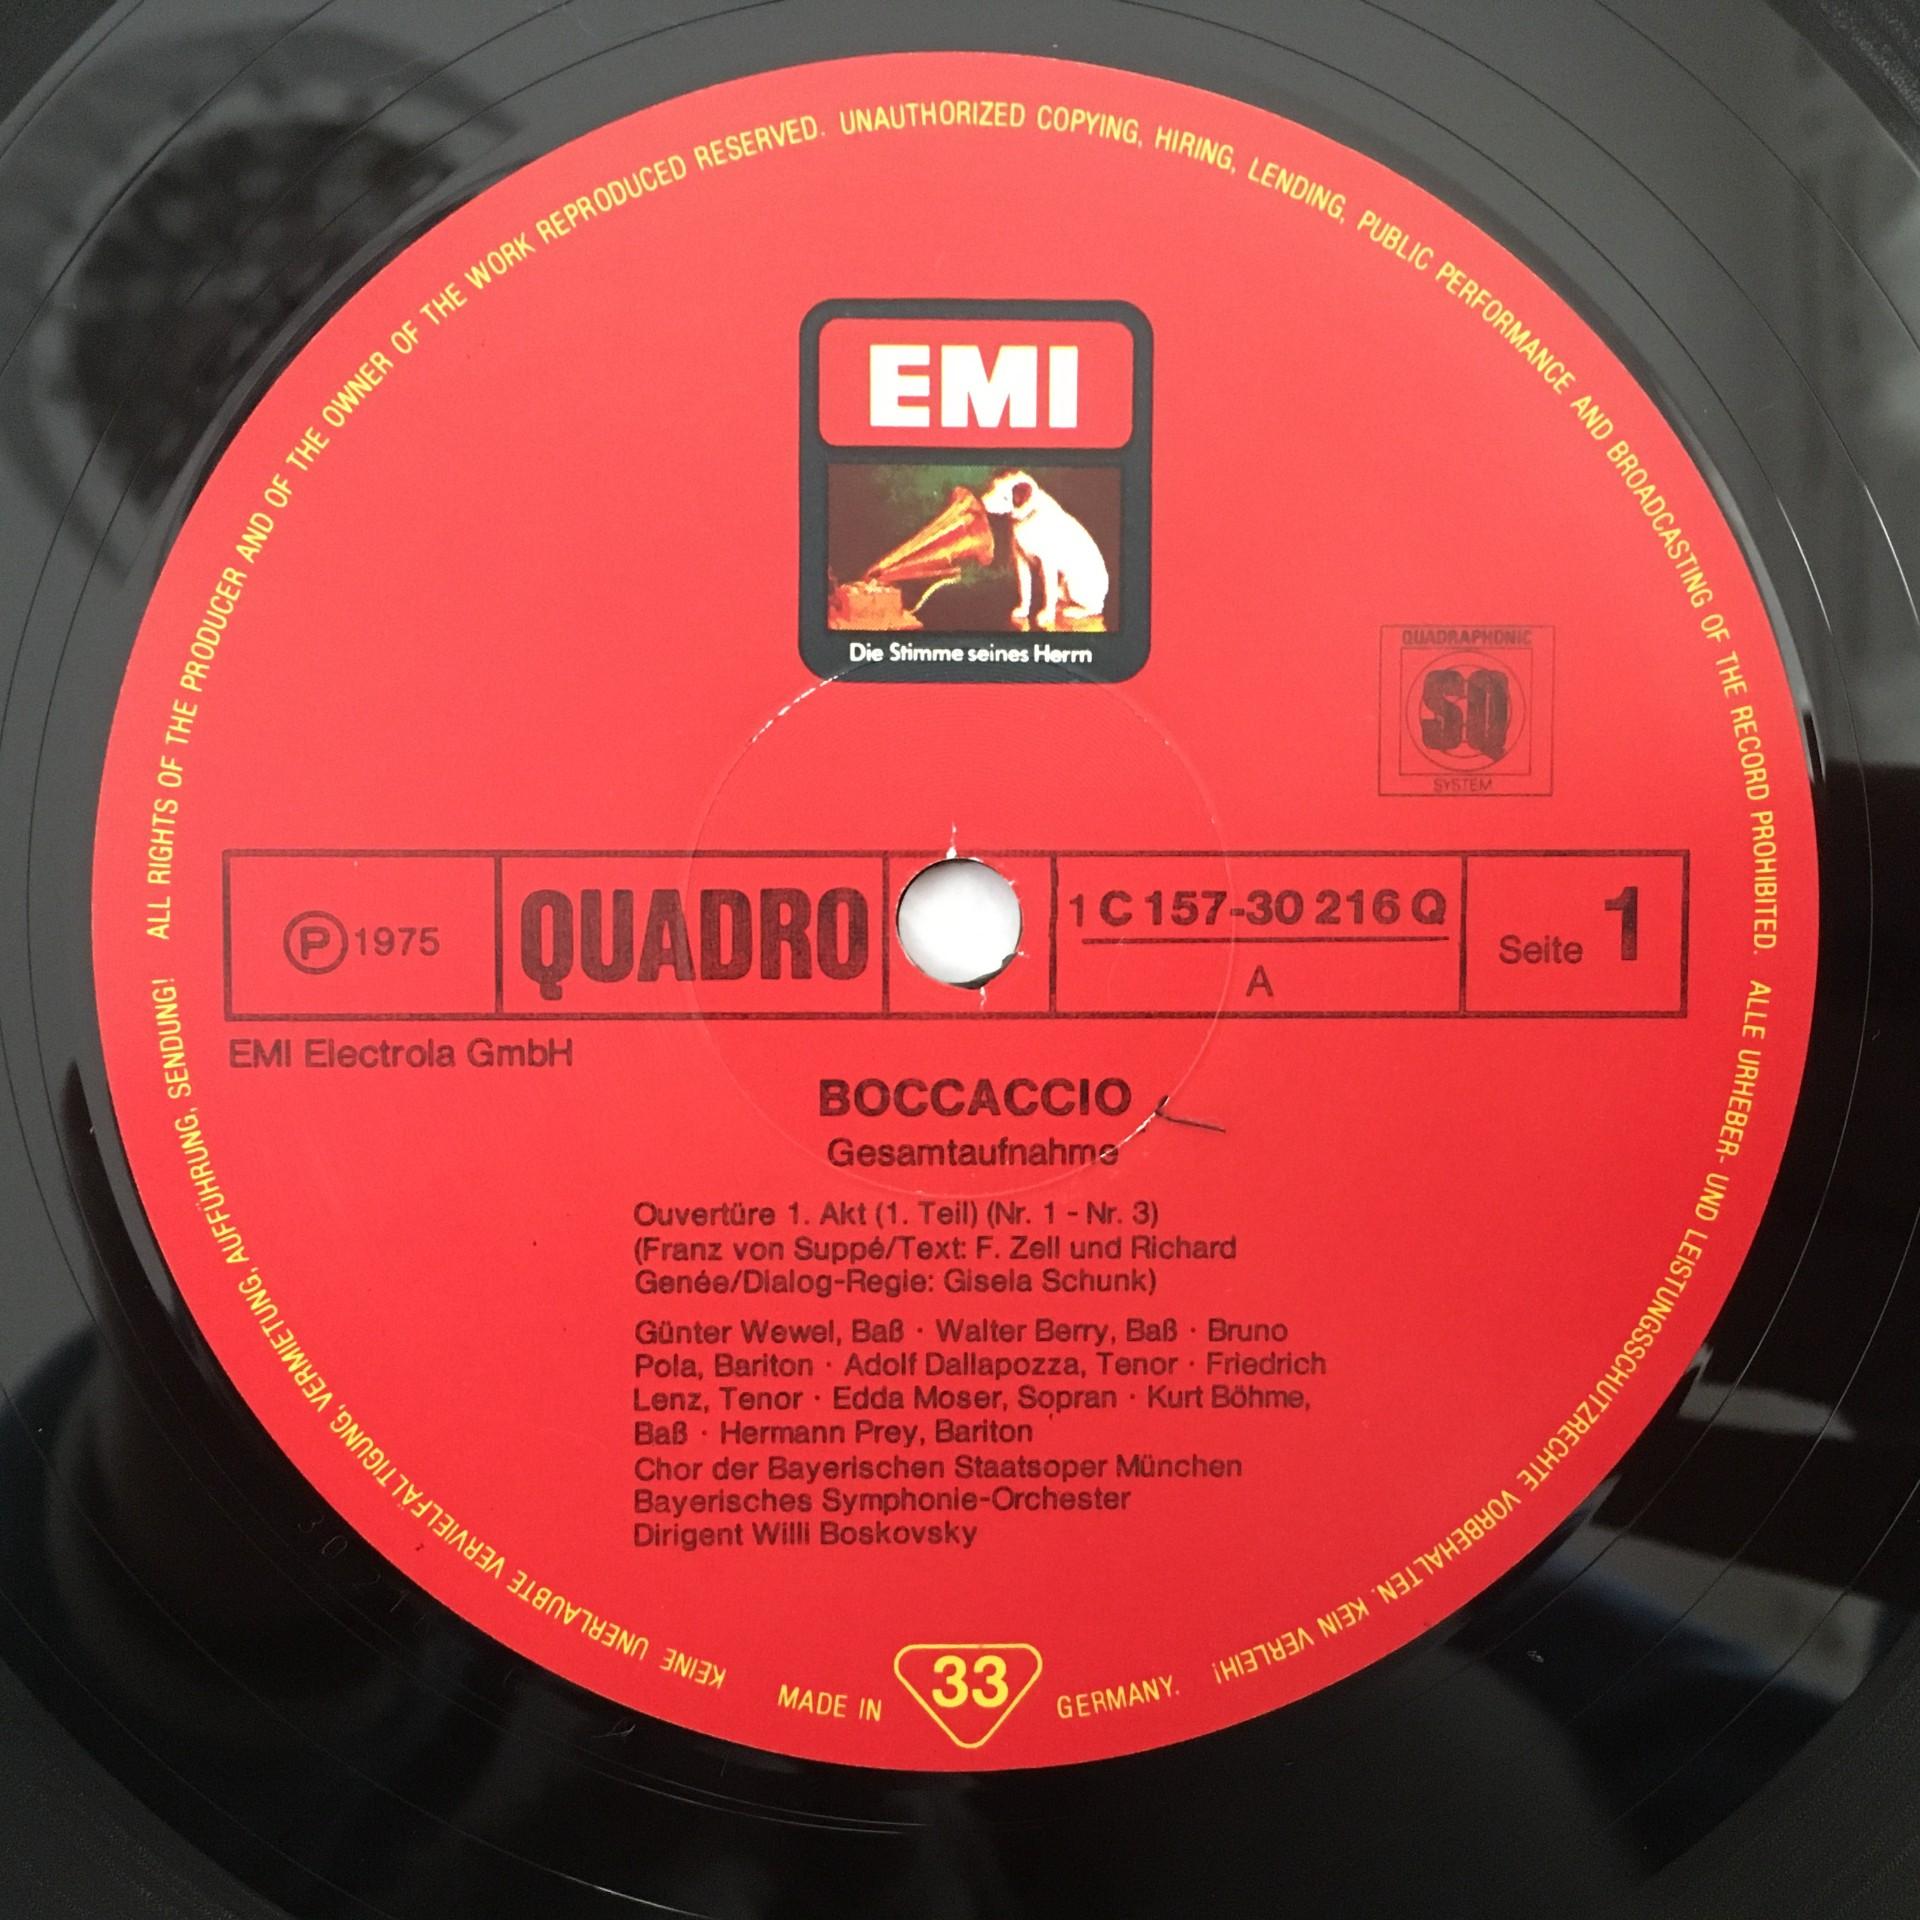 ALL RIGHTS OF THE PRODUCER AND OF THE OWNER OF THE WORK REPRODUCED RESERVED. UNAUTHORIZED COPYING, HIRING, LENDING, PUBLIC PERFORMANCE AND BROADCASTING OF THE RECORD PROHIBITED.
EMI
Die Stimme seines Herrn
QUADRAPHONIC
SQ
SYSTEM
Ⓟ 1975
QUADRO
1 C 157-30 216 Q
A
Seite 1
EMI Electrola GmbH
BOCCACCIO
Gesamtaufnahme
Ouvertüre 1. Akt (1. Teil) (Nr. 1 - Nr. 3)
(Franz von Suppé/Text: F. Zell und Richard
Genée/Dialog-Regie: Gisela Schunk)
Günter Wewel, Baß · Walter Berry, Baß · Bruno
Pola, Bariton · Adolf Dallapozza, Tenor · Friedrich
Lenz, Tenor · Edda Moser, Sopran · Kurt Böhme,
Baß · Hermann Prey, Bariton
Chor der Bayerischen Staatsoper München
Bayerisches Symphonie-Orchester
Dirigent Willi Boskovsky
ALLE URHEBER- UND LEISTUNGSSCHUTZRECHTE VORBEHALTEN. KEIN VERLEIH! KEINE UNERLAUBTE VERVIELFÄLTIGUNG, VERMIETUNG, AUFFÜHRUNG, SENDUNG!
MADE IN 33 GERMANY.